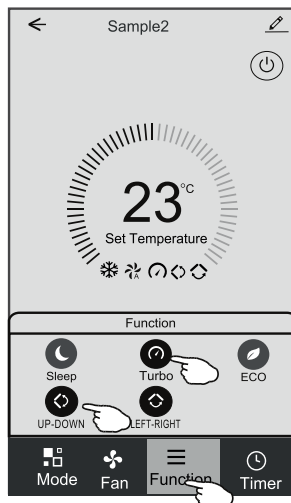 Sample2
23°C
Set Temperature
A
Function
Sleep Turbo ECO
UP-DOWN LEFT-RIGHT
Mode Fan Function Timer